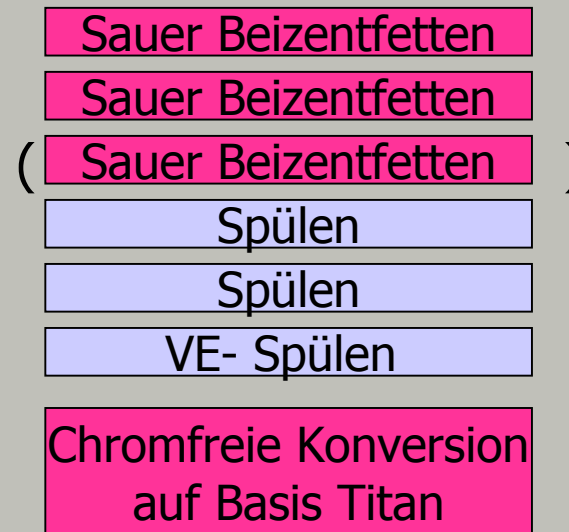 Sauer Beizentfetten
Sauer Beizentfetten
( Sauer Beizentfetten )
Spülen
Spülen
VE- Spülen
Chromfreie Konversion
auf Basis Titan